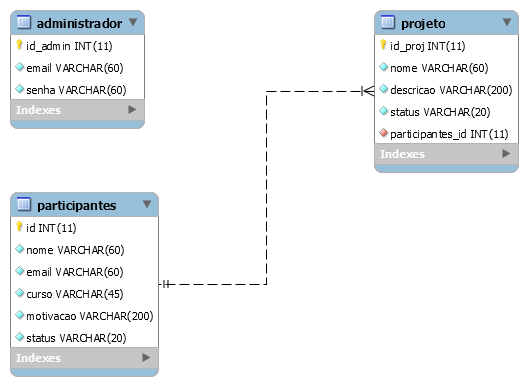 administrador
id_admin INT(11)
email VARCHAR(60)
senha VARCHAR(60)
Indexes
projeto
id_proj INT(11)
nome VARCHAR(60)
descricao VARCHAR(200)
status VARCHAR(20)
participantes_id INT(11)
Indexes
participantes
id INT(11)
nome VARCHAR(60)
email VARCHAR(60)
curso VARCHAR(45)
motivacao VARCHAR(200)
status VARCHAR(20)
Indexes